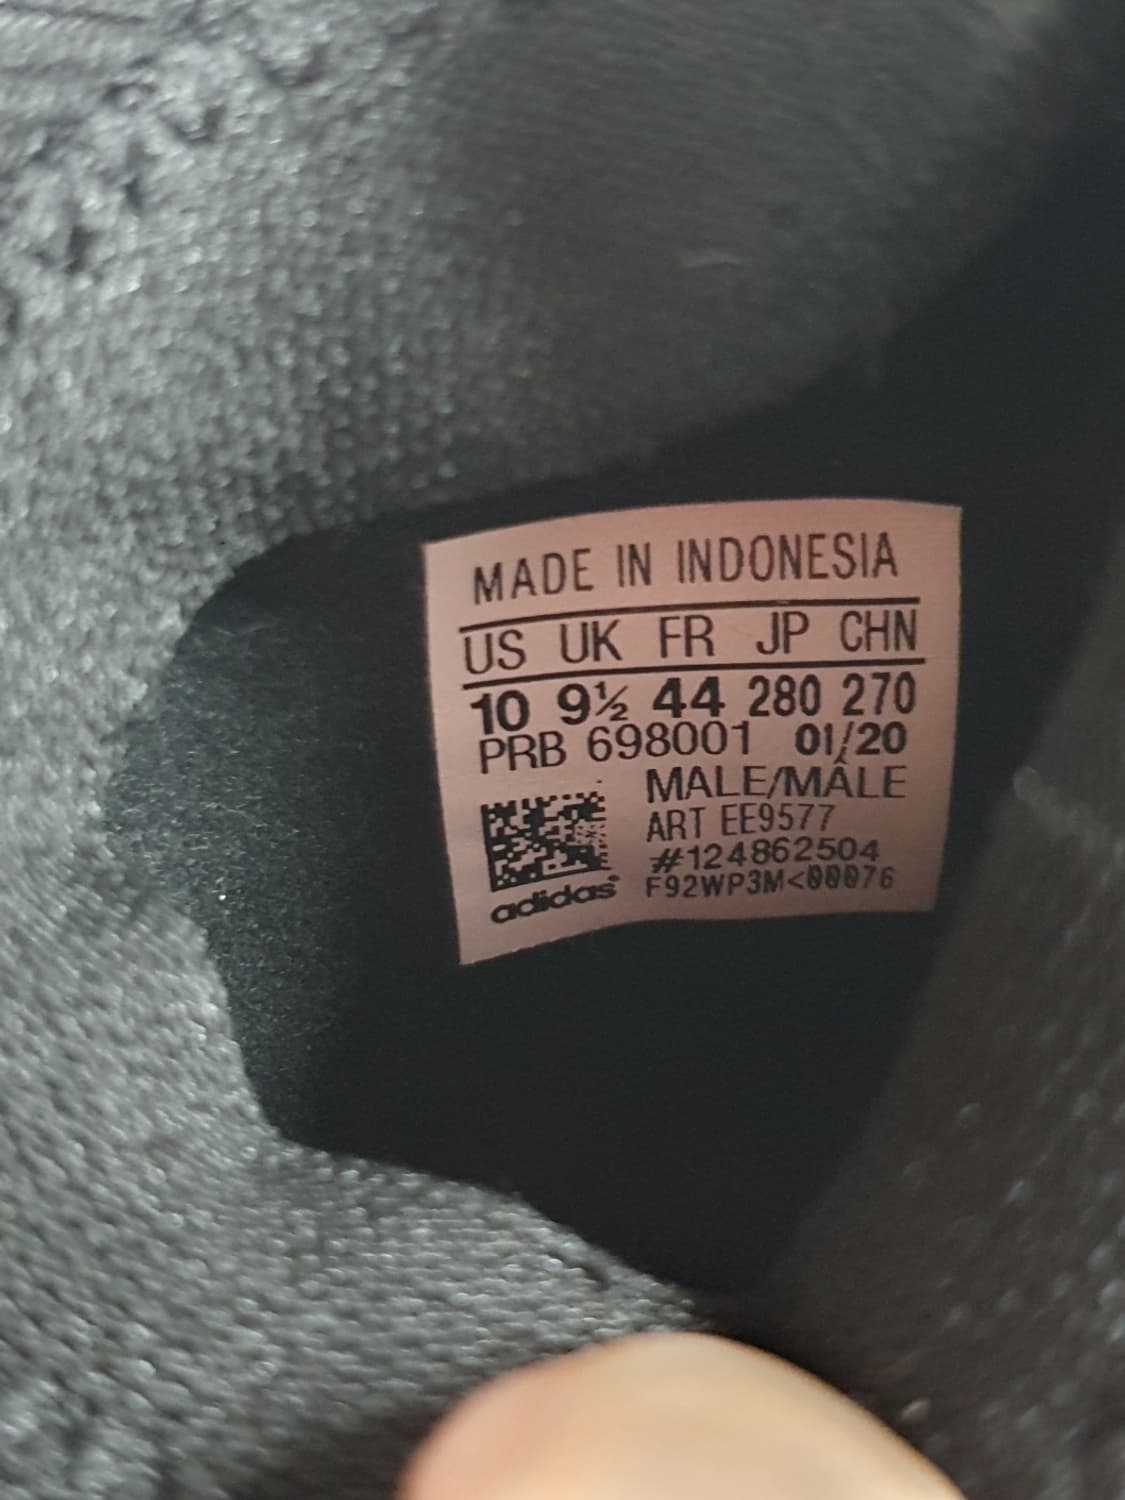 MADE IN INDONESIA
US UK FR JP CHN
10 9½ 44 280 270
PRB 698001 01/20
MALE/MÂLE
ART EE9577
#124862504
F92WP3M<00076
adidas